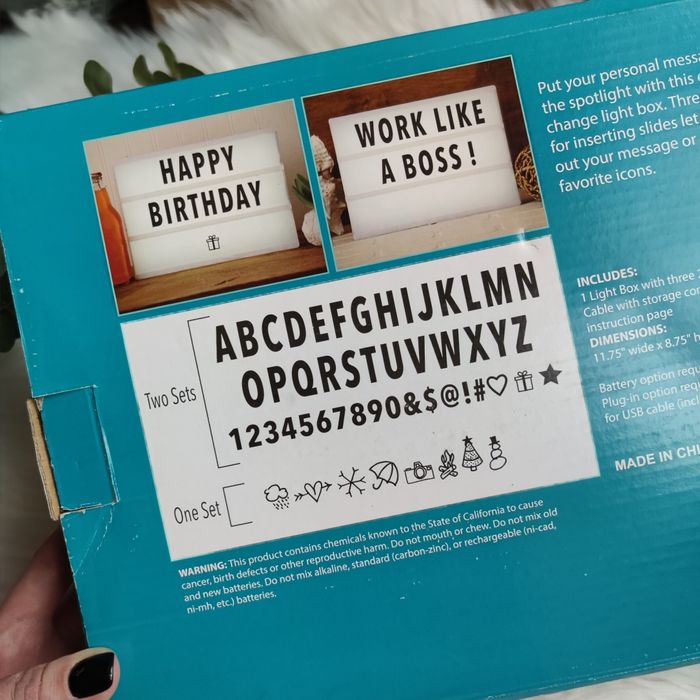 HAPPY
BIRTHDAY
WORK LIKE
A BOSS !
Put your personal
the spotlight with this
change light box.
for inserting slides let
out your message or
favorite icons.
Two Sets
ABCDEFGHIJKLMN
OPQRSTUVWXYZ
1234567890&$@!#
One Set
INCLUDES:
1 Light Box with three
Cable with storage
instruction page
DIMENSIONS:
11.75" wide x 8.75"
Battery option
Plug-in option
for USB cable
MADE IN
WARNING: This product contains chemicals known to the State of California to cause
cancer, birth defects or other reproductive harm. Do not mouth or chew. Do not mix old
and new batteries. Do not mix alkaline, standard (carbon-zinc), or rechargeable (ni-cad,
ni-mh, etc.) batteries.